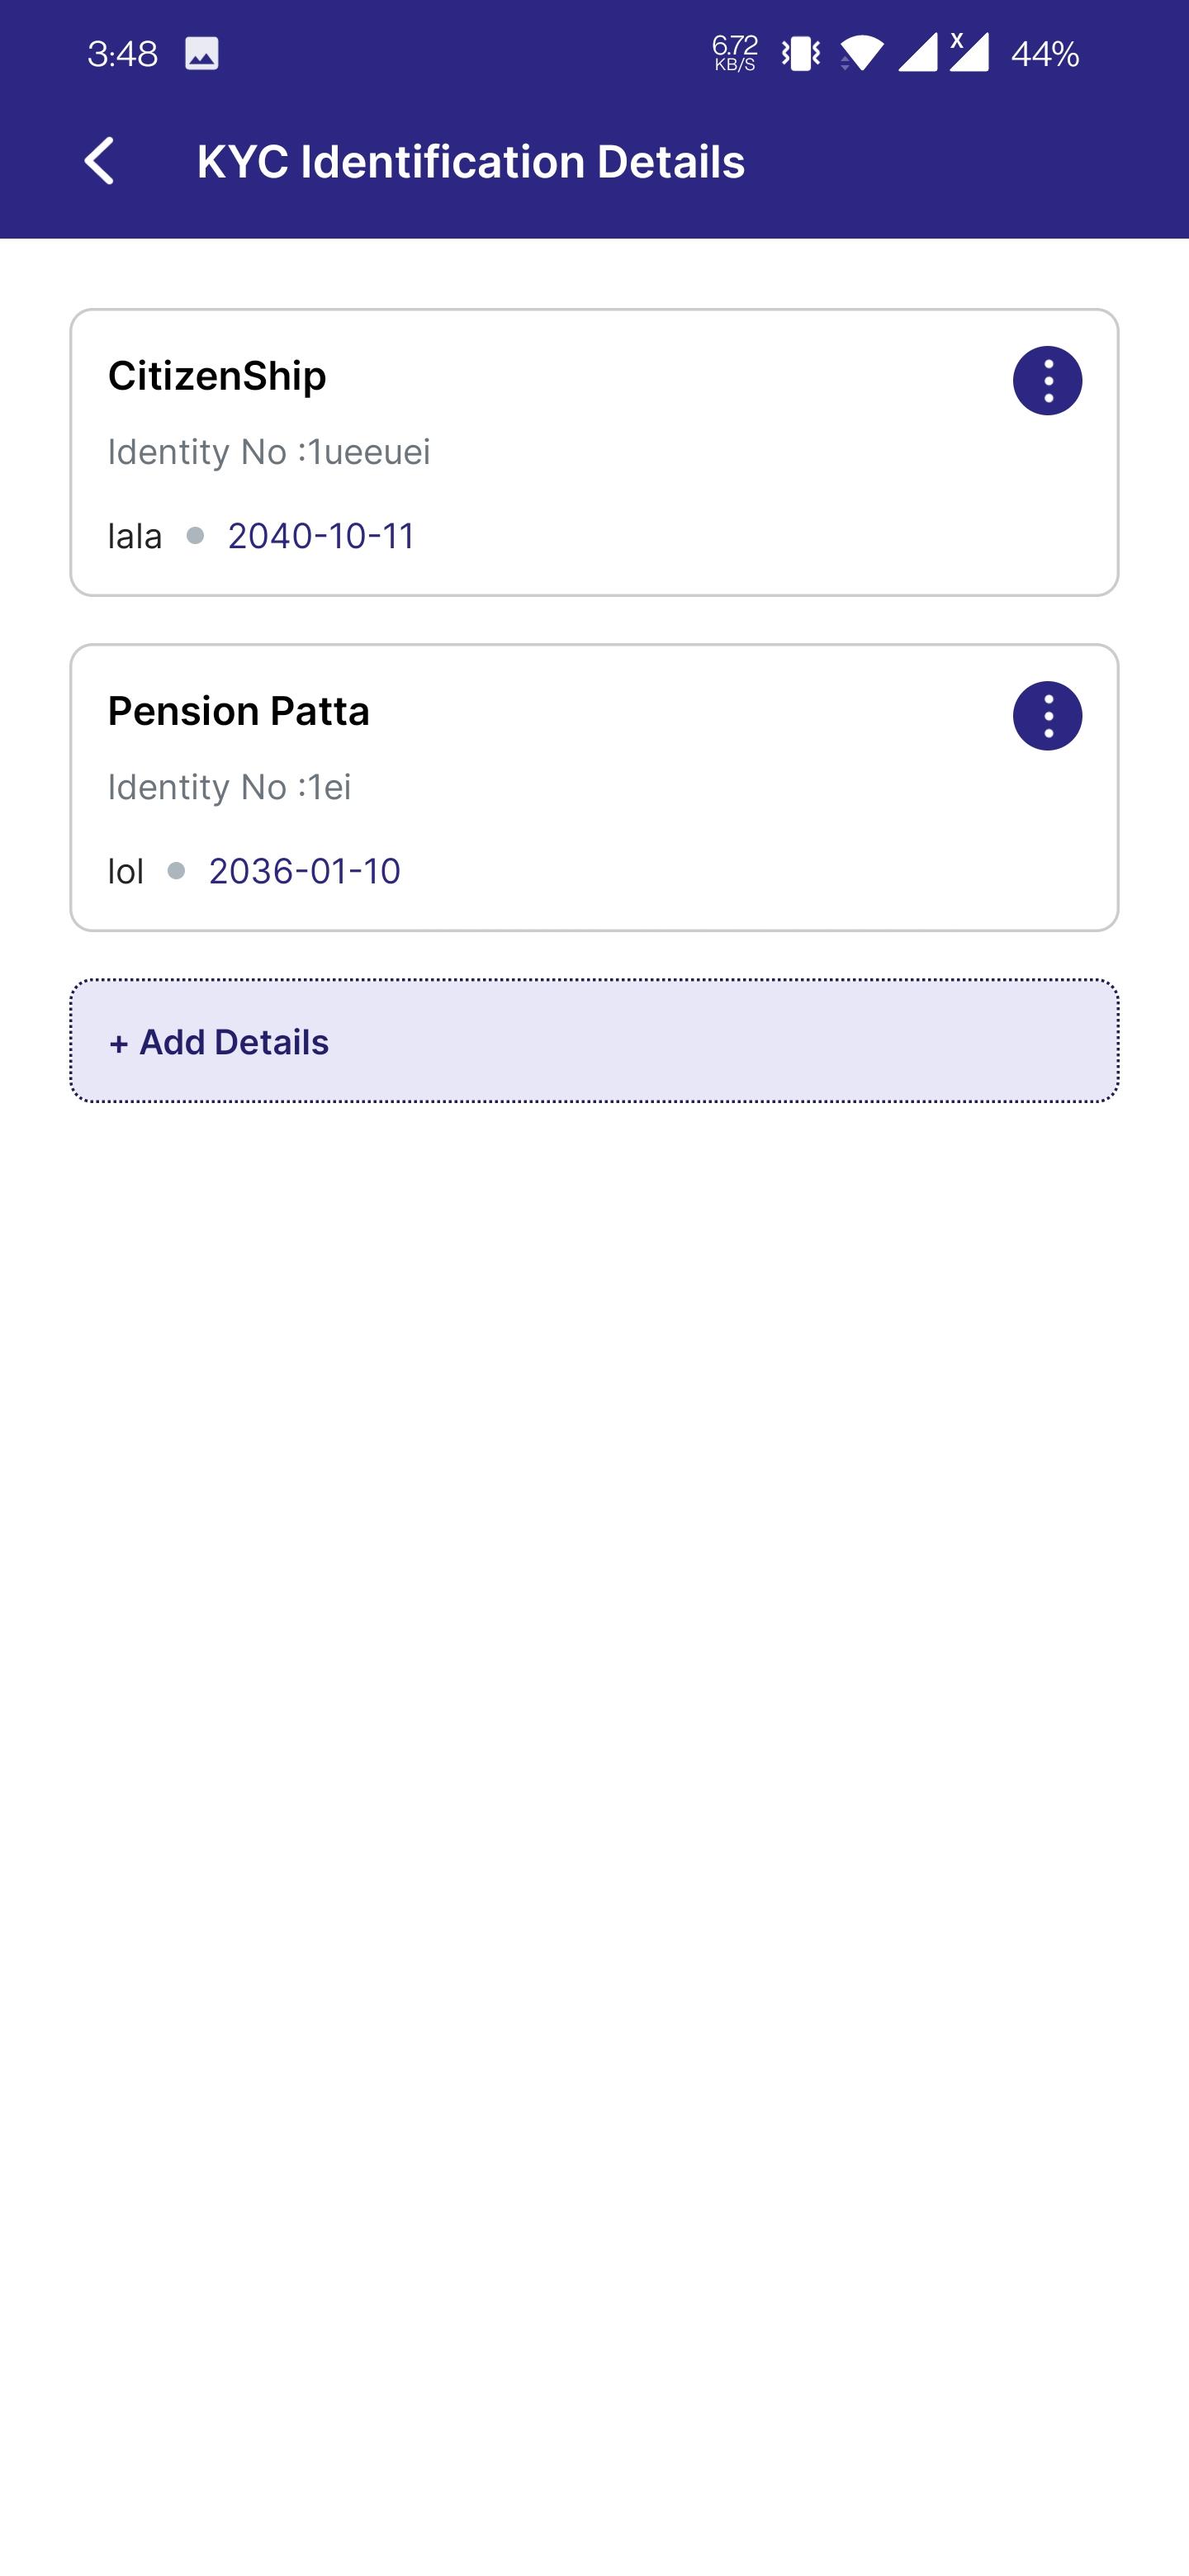 3:48 6.72 KB/S X 44%
KYC Identification Details
CitizenShip
Identity No :1ueeuei
lala 2040-10-11
Pension Patta
Identity No :1ei
lol 2036-01-10
+ Add Details